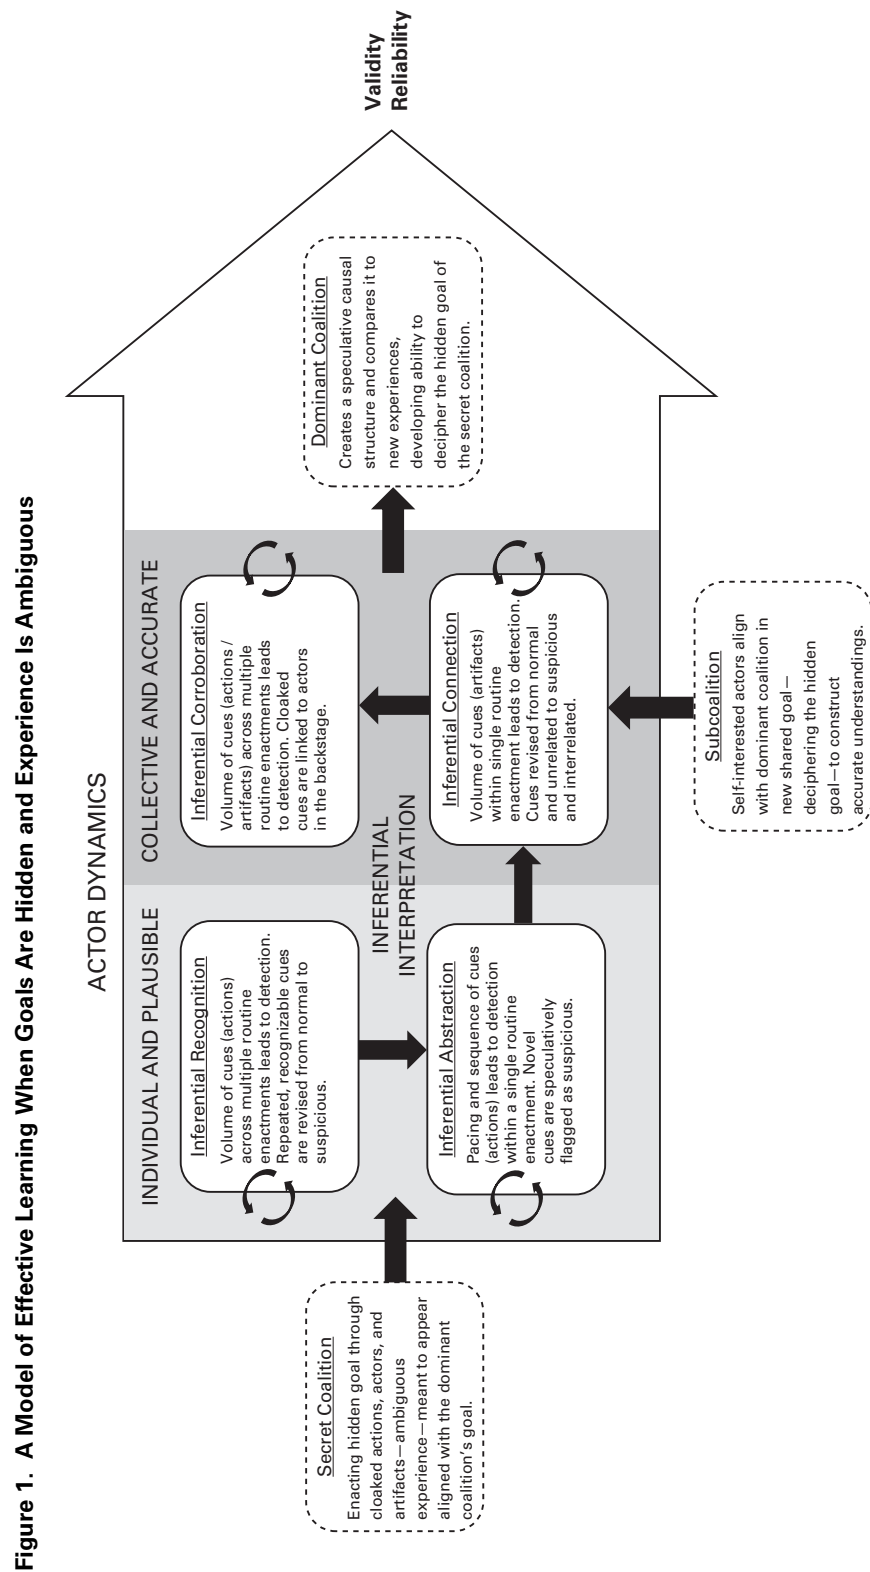 Figure 1. A Model of Effective Learning When Goals Are Hidden and Experience Is Ambiguous
ACTOR DYNAMICS
INDIVIDUAL AND PLAUSIBLE
COLLECTIVE AND ACCURATE
Secret Coalition
Enacting hidden goal through
cloaked actions, actors, and
artifacts—ambiguous
experience—meant to appear
aligned with the dominant
coalition's goal.
Inferential Recognition
Volume of cues (actions)
across multiple routine
enactments leads to detection.
Repeated, recognizable cues
are revised from normal to
suspicious.
INFERENTIAL
INTERPRETATION
Inferential Abstraction
Pacing and sequence of cues
(actions) leads to detection
within a single routine
enactment. Novel
cues are speculatively
flagged as suspicious.
Inferential Corroboration
Volume of cues (actions /
artifacts) across multiple
routine enactments leads
to detection. Cloaked
cues are linked to actors
in the backstage.
Inferential Connection
Volume of cues (artifacts)
within single routine
enactment leads to detection.
Cues revised from normal
and unrelated to suspicious
and interrelated.
Subcoalition
Self-interested actors align
with dominant coalition in
new shared goal—
deciphering the hidden
goal—to construct
accurate understandings.
Dominant Coalition
Creates a speculative causal
structure and compares it to
new experiences,
developing ability to
decipher the hidden goal of
the secret coalition.
Validity
Reliability